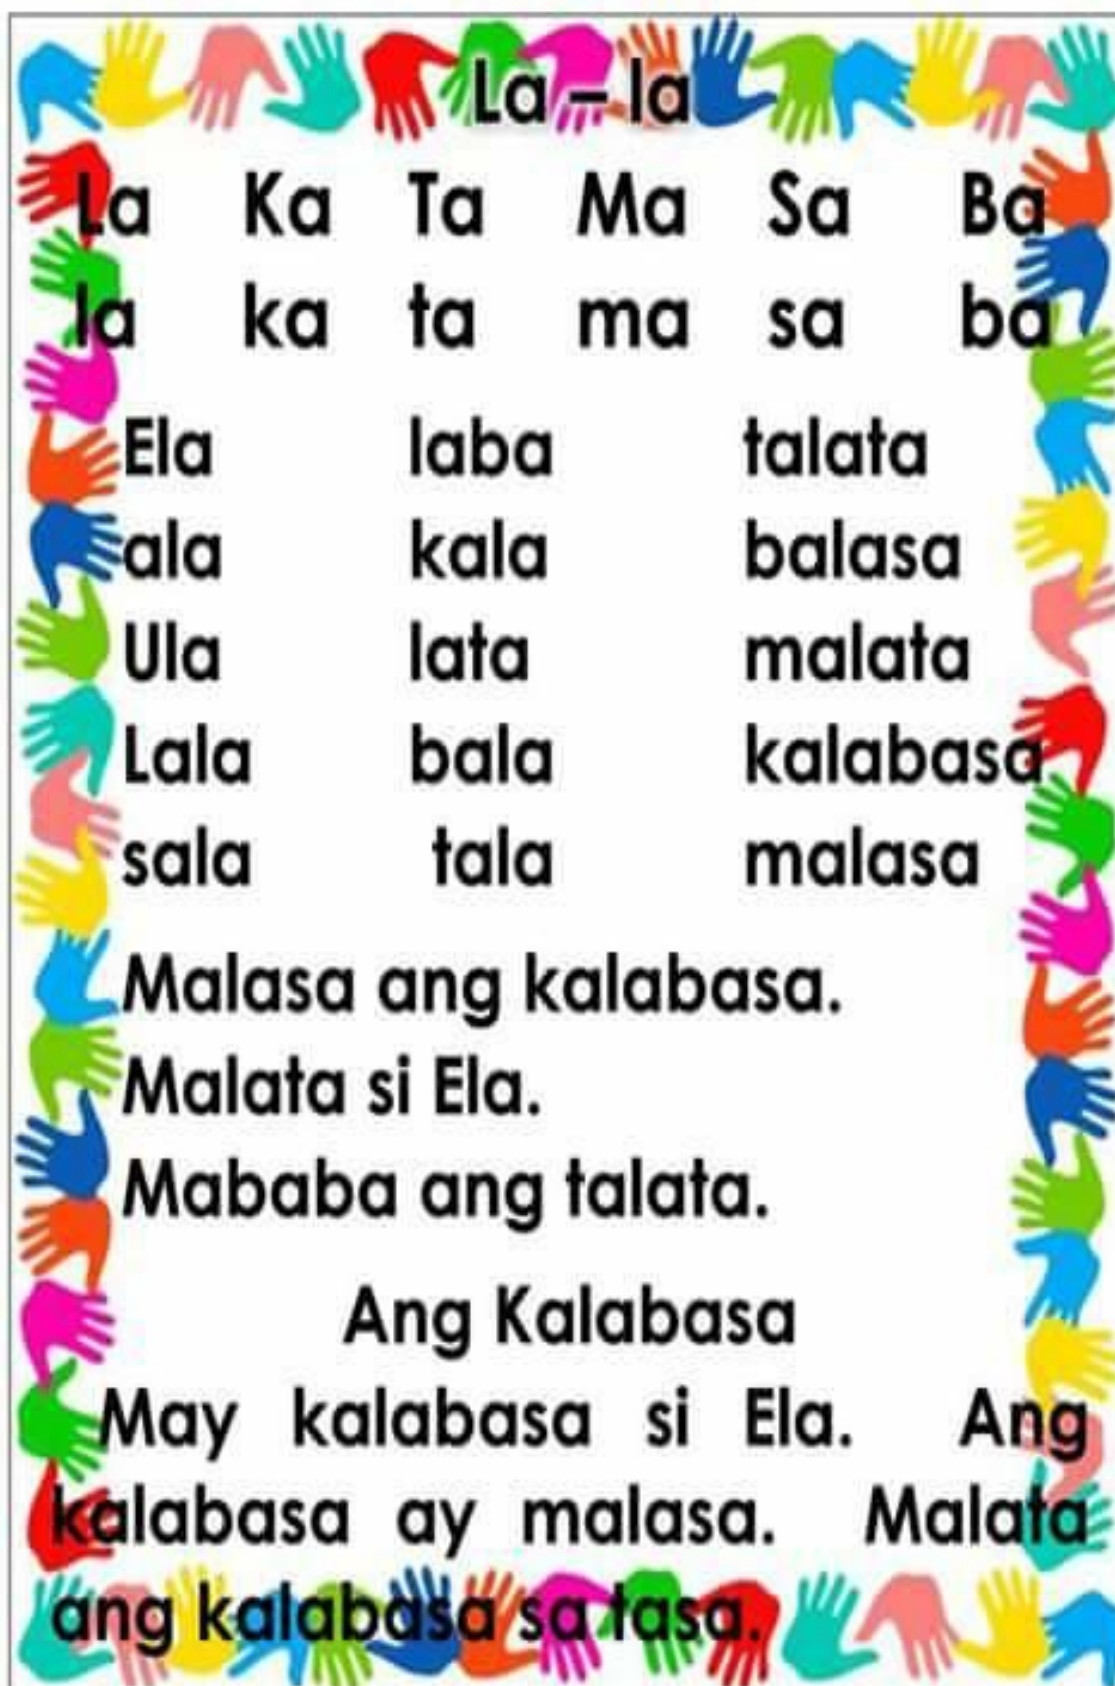 La – la
La Ka Ta Ma Sa Ba
la ka ta ma sa ba
Ela laba talata
ala kala balasa
Ula lata malata
Lala bala kalabasa
sala tala malasa
Malasa ang kalabasa.
Malata si Ela.
Mababa ang talata.
Ang Kalabasa
May kalabasa si Ela. Ang
kalabasa ay malasa. Malata
ang kalabasa sa tasa.